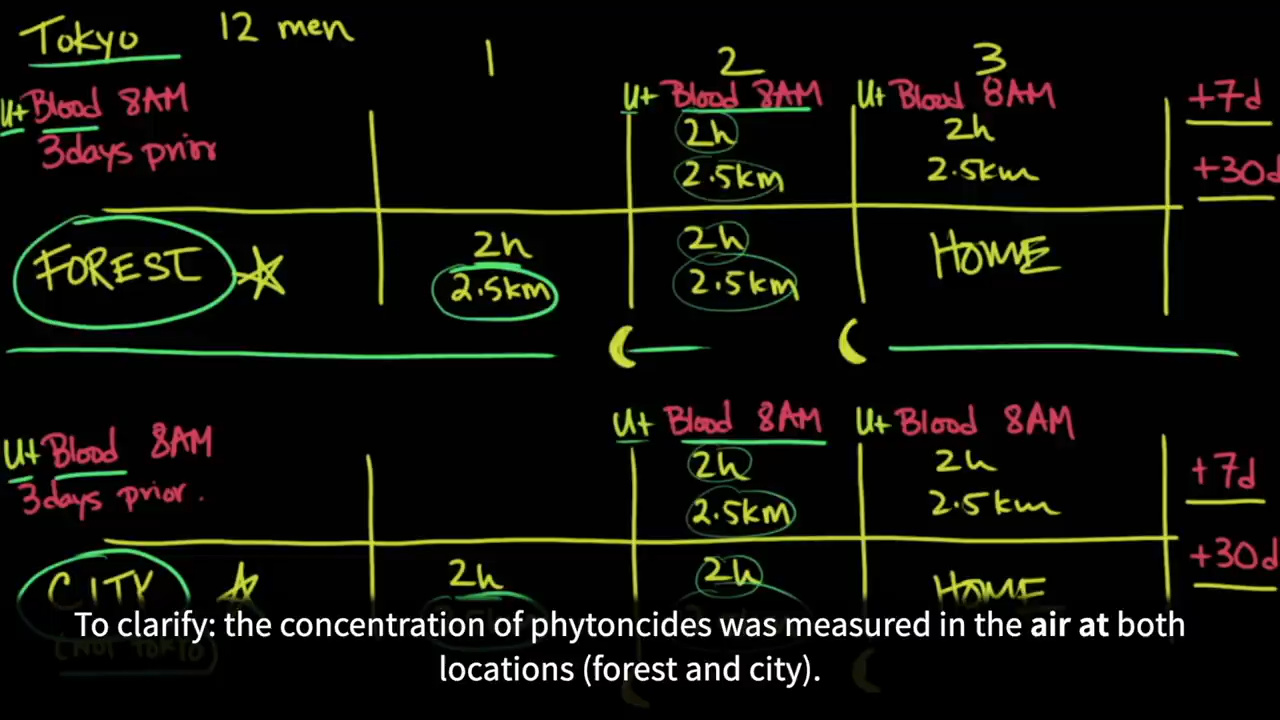 Tokyo 12 men
1 2 3
U+ Blood 8AM U+ Blood 8AM U+ Blood 8AM +7d
3days prior 2h 2h
2.5km 2.5km +30d
FOREST 2h 2h HOME
2.5km 2.5km
U+ Blood 8AM U+ Blood 8AM U+ Blood 8AM
3days prior. 2h 2h +7d
2.5km 2.5km
+30d
CITY 2h 2h HOME
(NOT TOKYO)
To clarify: the concentration of phytoncides was measured in the air at both
locations (forest and city).